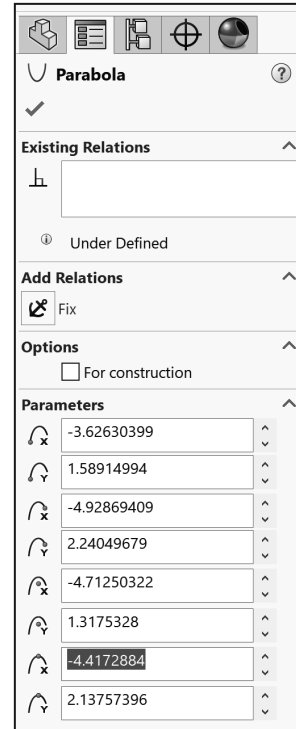 Parabola
?
Existing Relations
Under Defined
Add Relations
Fix
Options
For construction
Parameters
X -3.62630399
Y 1.58914994
X -4.92869409
Y 2.24049679
X -4.71250322
Y 1.3175328
X -4.4172884
Y 2.13757396